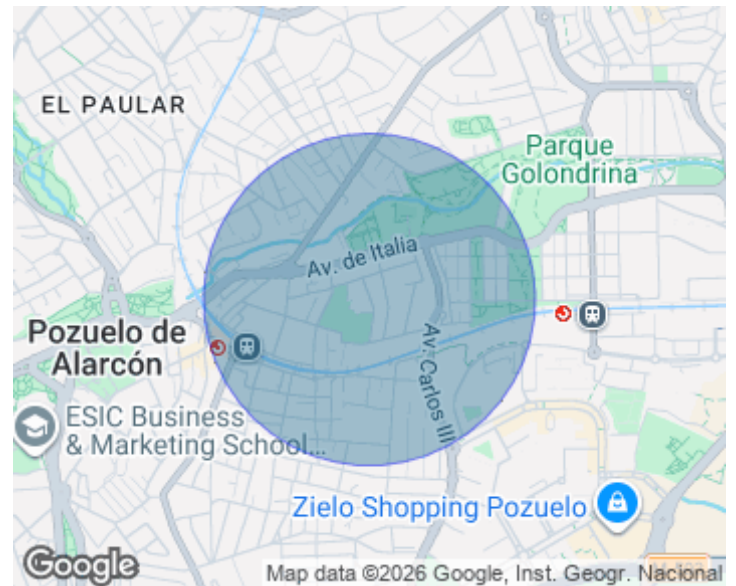 EL PAULAR
Parque
Golondrina
Av. de Italia
Pozuelo de
Alarcón
Av. Carlos III
ESIC Business
& Marketing School...
Zielo Shopping Pozuelo
Google
Map data ©2026 Google, Inst. Geogr. Nacional